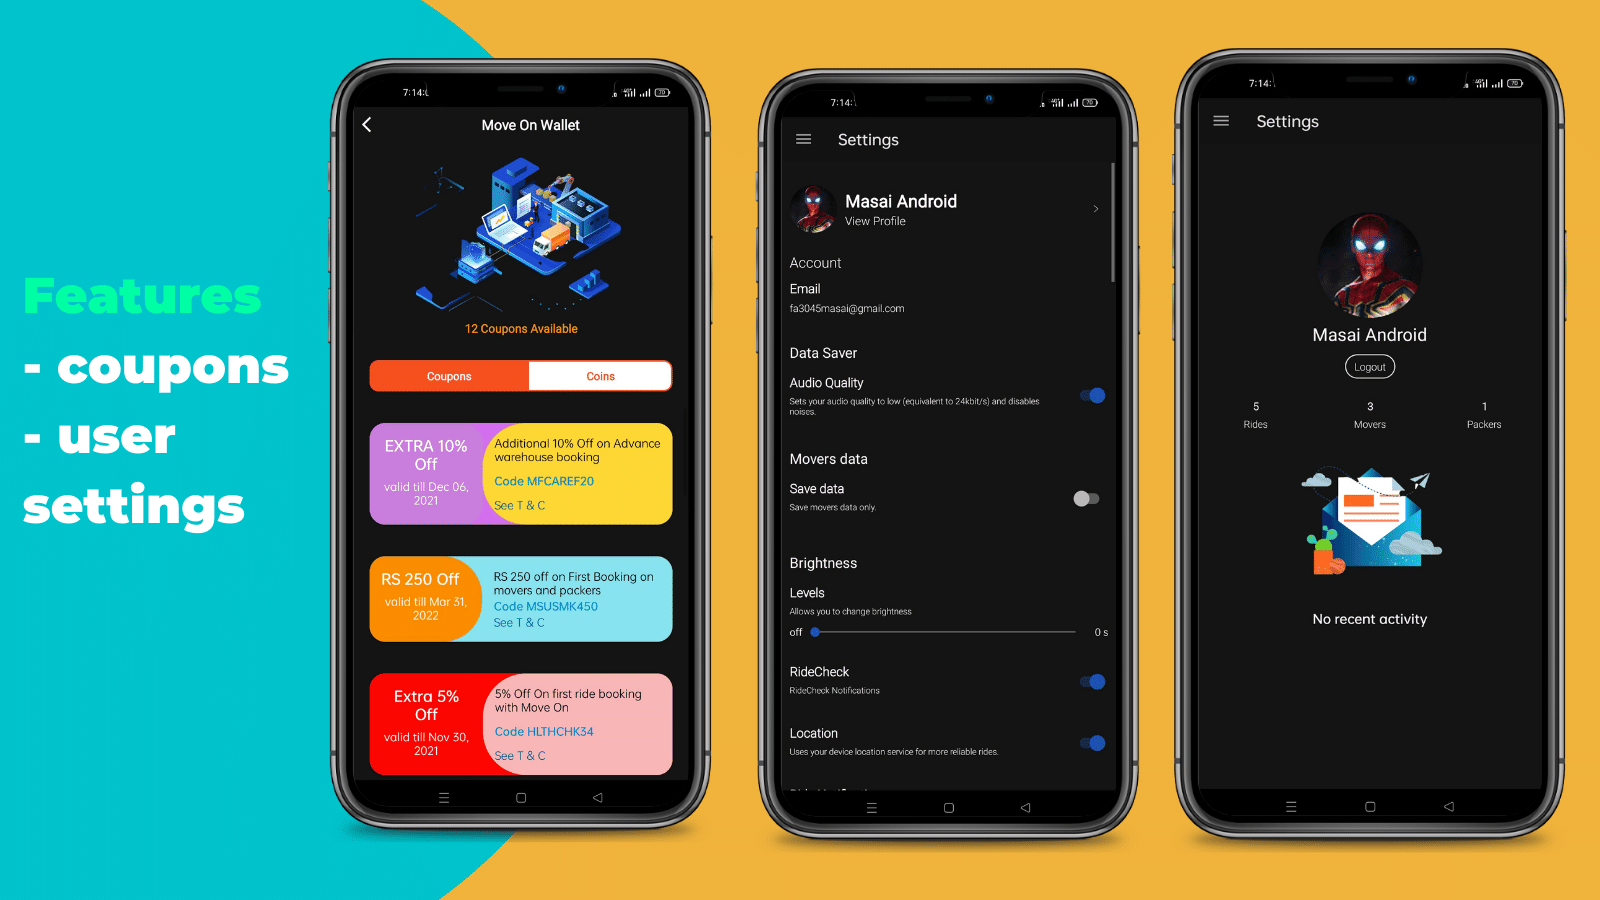 Features
- coupons
- user
settings
7:14:
Move On Wallet
12 Coupons Available
Coupons
Coins
EXTRA 10%
Off
valid till Dec 06,
2021
Additional 10% Off on Advance
warehouse booking
Code MFCAREF20
See T & C
RS 250 Off
valid till Mar 31,
2022
RS 250 off on First Booking on
movers and packers
Code MSUSMK450
See T & C
Extra 5%
Off
valid till Nov 30,
2021
5% Off On first ride booking
with Move On
Code HLTHCHK34
See T & C
7:14:
Settings
Masai Android
View Profile
Account
Email
fa3045masai@gmail.com
Data Saver
Audio Quality
Sets your audio quality to low (equivalent to 24kbit/s) and disables
noises.
Movers data
Save data
Save movers data only.
Brightness
Levels
Allows you to change brightness
off
0 s
RideCheck
RideCheck Notifications
Location
Uses your device location service for more reliable rides.
7:14:
Settings
Masai Android
Logout
5
Rides
3
Movers
1
Packers
No recent activity